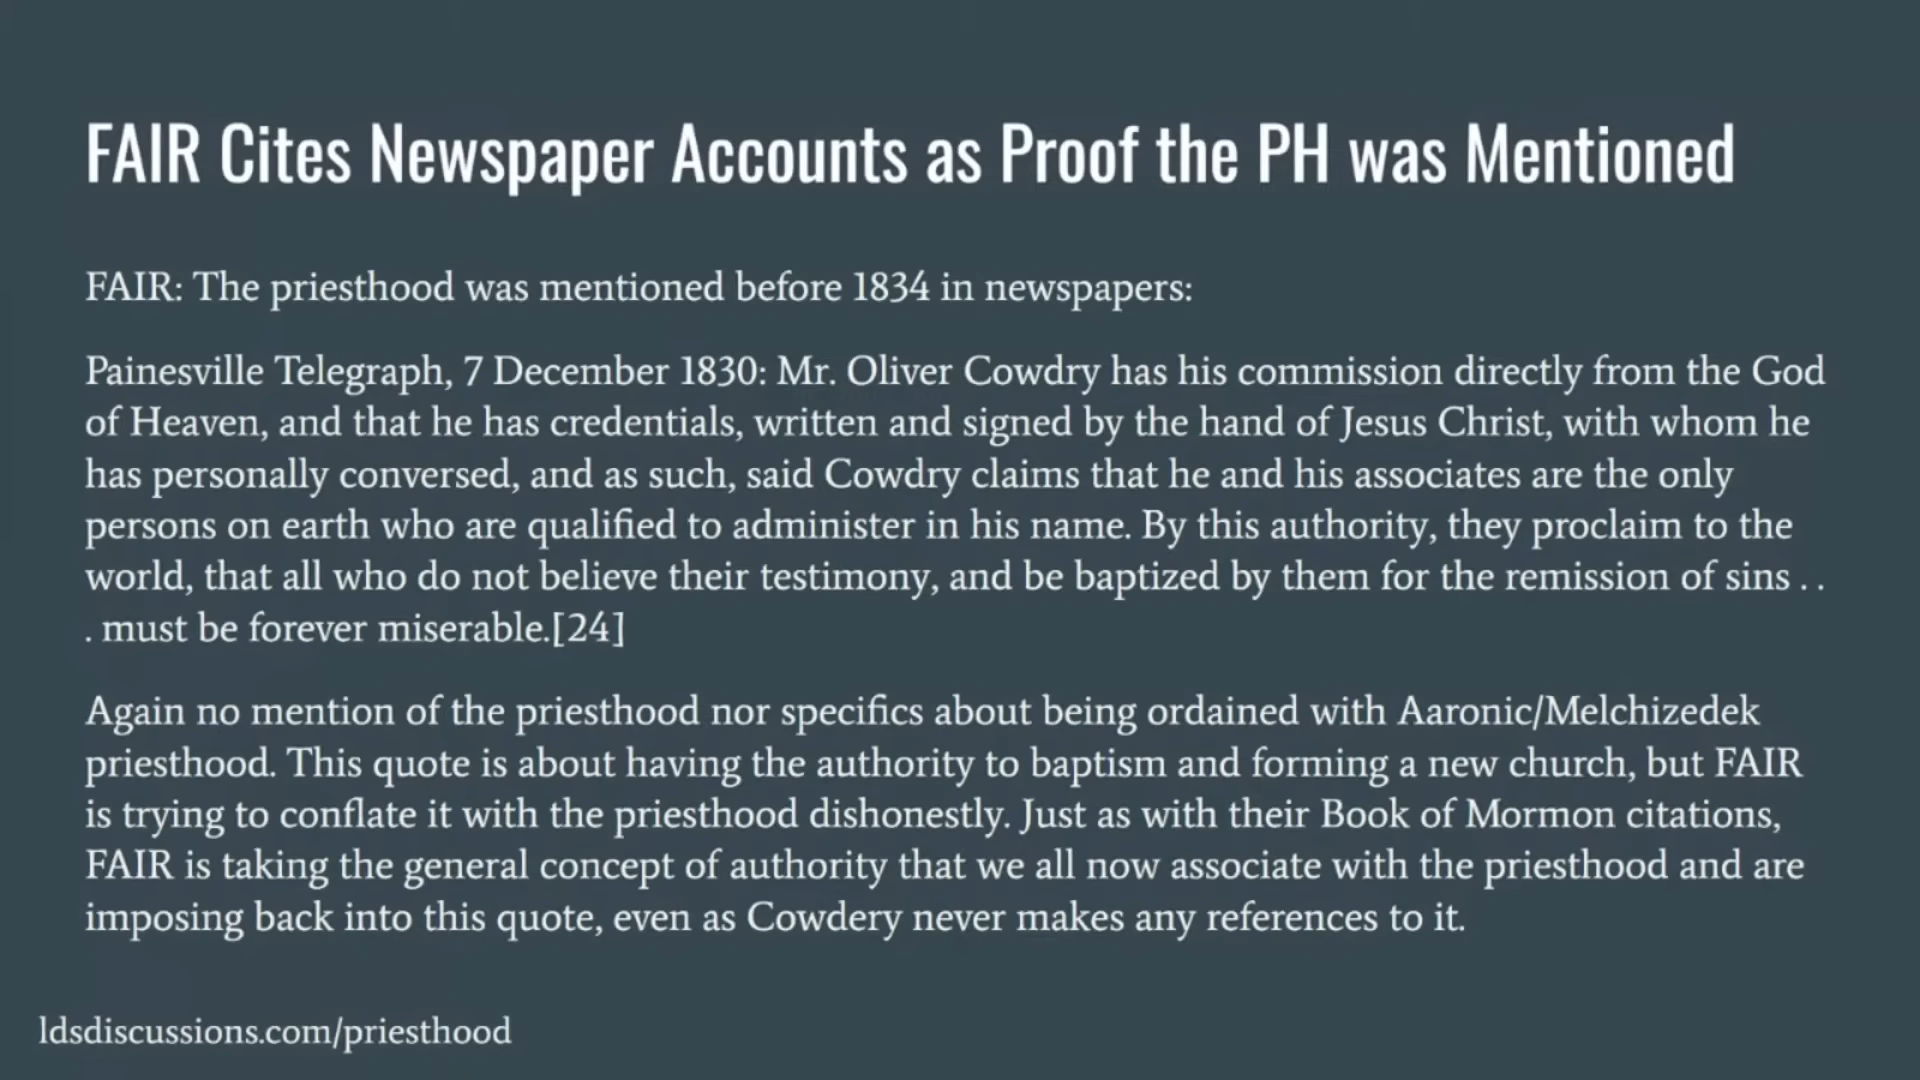 FAIR Cites Newspaper Accounts as Proof the PH was Mentioned
FAIR: The priesthood was mentioned before 1834 in newspapers:
Painesville Telegraph, 7 December 1830: Mr. Oliver Cowdry has his commission directly from the God
of Heaven, and that he has credentials, written and signed by the hand of Jesus Christ, with whom he
has personally conversed, and as such, said Cowdry claims that he and his associates are the only
persons on earth who are qualified to administer in his name. By this authority, they proclaim to the
world, that all who do not believe their testimony, and be baptized by them for the remission of sins . .
. must be forever miserable.[24]
Again no mention of the priesthood nor specifics about being ordained with Aaronic/Melchizedek
priesthood. This quote is about having the authority to baptism and forming a new church, but FAIR
is trying to conflate it with the priesthood dishonestly. Just as with their Book of Mormon citations,
FAIR is taking the general concept of authority that we all now associate with the priesthood and are
imposing back into this quote, even as Cowdery never makes any references to it.
ldsdiscussions.com/priesthood